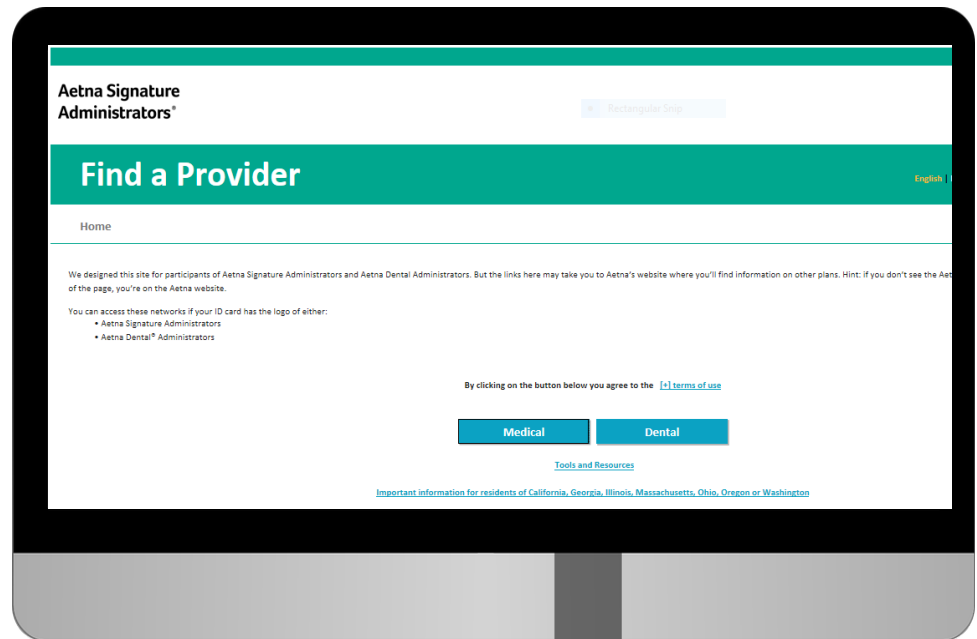 Aetna Signature
Administrators®
Rectangular Snip
Find a Provider
English |
Home
We designed this site for participants of Aetna Signature Administrators and Aetna Dental Administrators. But the links here may take you to Aetna's website where you'll find information on other plans. Hint: if you don't see the Aet
of the page, you're on the Aetna website.
You can access these networks if your ID card has the logo of either:
• Aetna Signature Administrators
• Aetna Dental® Administrators
By clicking on the button below you agree to the [+] terms of use
Medical Dental
Tools and Resources
Important information for residents of California, Georgia, Illinois, Massachusetts, Ohio, Oregon or Washington